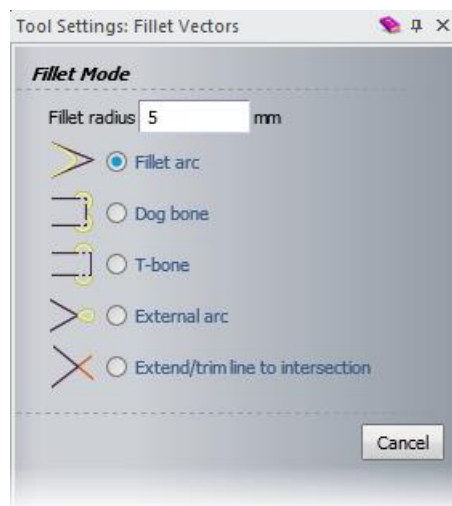 Tool Settings: Fillet Vectors
Fillet Mode
Fillet radius 5 mm
Fillet arc
Dog bone
T-bone
External arc
Extend/trim line to intersection
Cancel